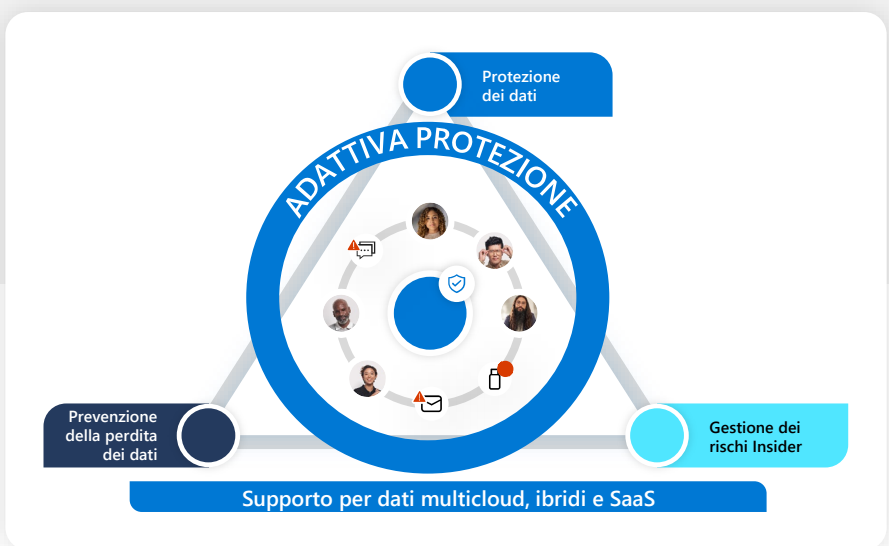 Protezione
dei dati
ADATTIVA PROTEZIONE
Prevenzione
della perdita
dei dati
Gestione dei
rischi Insider
Supporto per dati multicloud, ibridi e SaaS